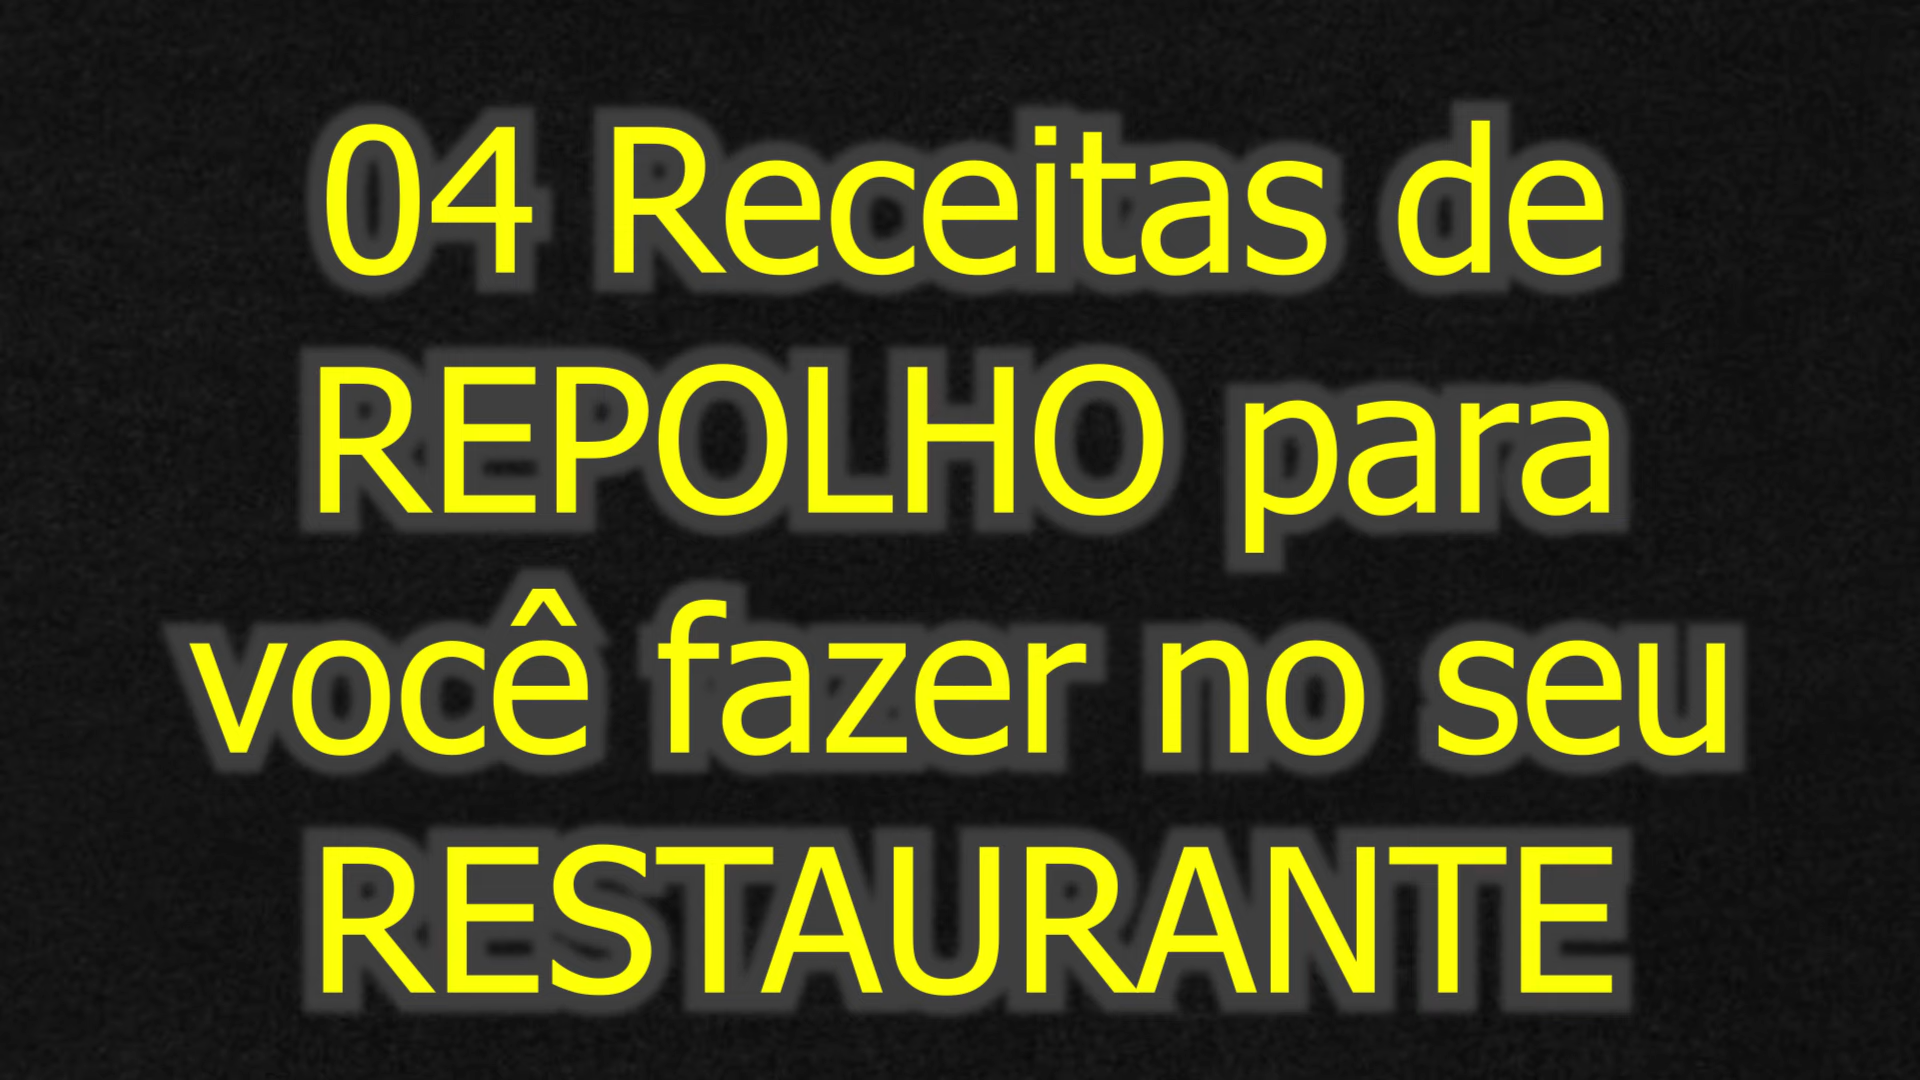 04 Receitas de
REPOLHO para
você fazer no seu
RESTAURANTE